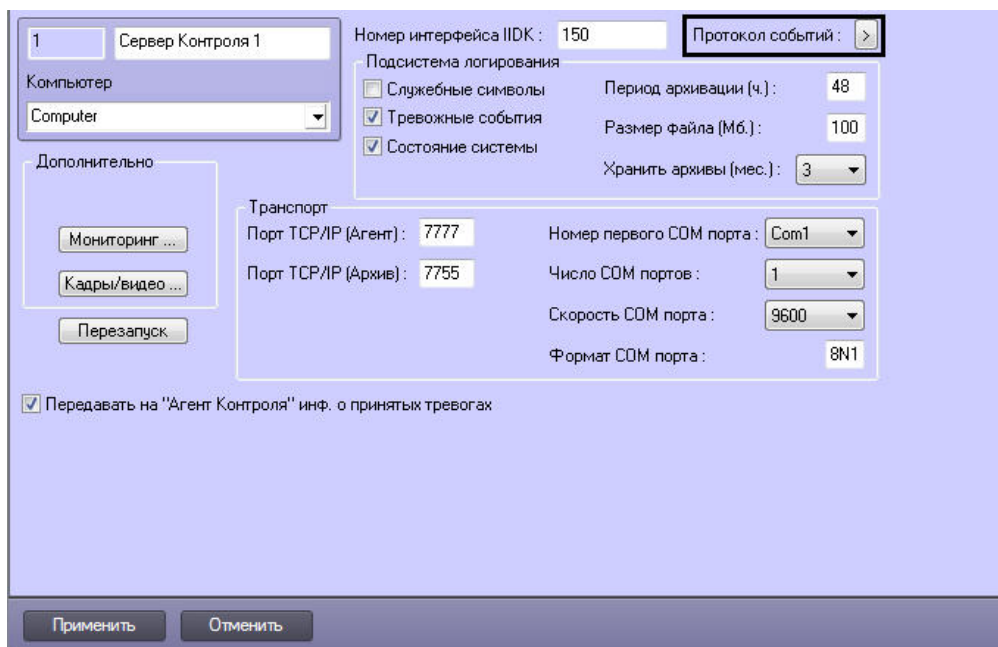 1 Сервер Контроля 1
Номер интерфейса IIDK : 150
Протокол событий : >
Компьютер
Computer
Подсистема логирования
Служебные символы
Тревожные события
Состояние системы
Период архивации (ч.) : 48
Размер файла (Мб.) : 100
Хранить архивы (мес.) : 3
Дополнительно
Мониторинг ...
Кадры/видео ...
Перезапуск
Транспорт
Порт TCP/IP (Агент) : 7777
Порт TCP/IP (Архив) : 7755
Номер первого COM порта : Com1
Число COM портов : 1
Скорость COM порта : 9600
Формат COM порта : 8N1
Передавать на "Агент Контроля" инф. о принятых тревогах
Применить
Отменить